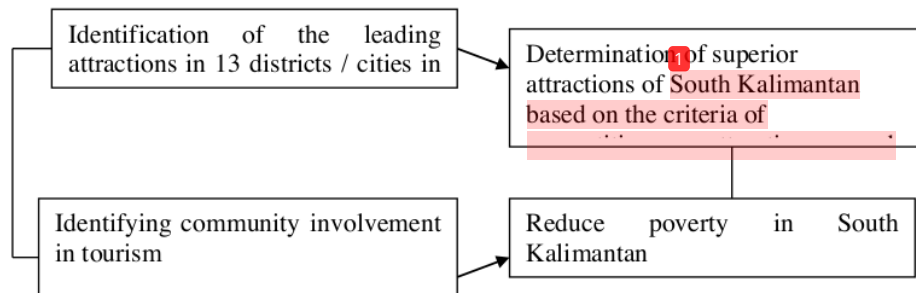 Identification of the leading
attractions in 13 districts / cities in
Determination of superior
1
attractions of South Kalimantan
based on the criteria of
Identifying community involvement
in tourism
Reduce poverty in South
Kalimantan